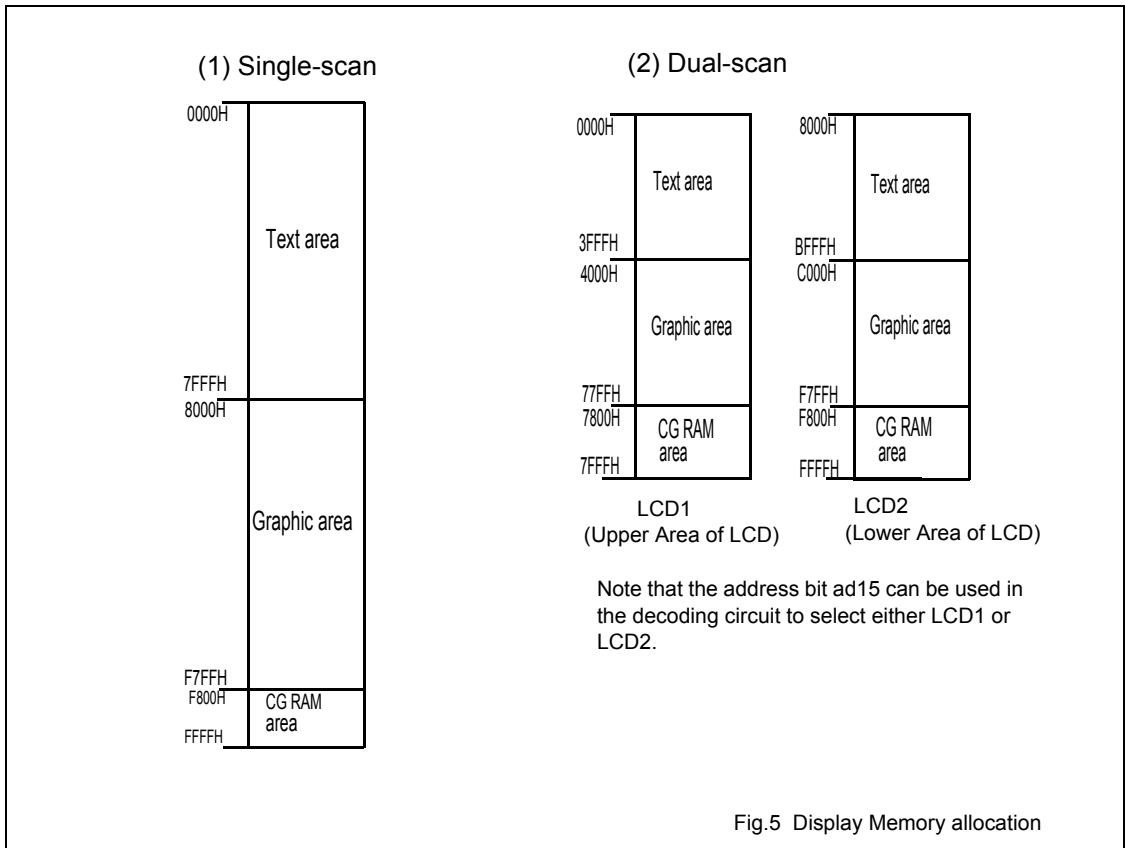 (1) Single-scan
0000H
Text area
7FFFH
8000H
Graphic area
F7FFH
F800H
CG RAM
area
FFFFH
(2) Dual-scan
0000H
Text area
3FFFH
4000H
Graphic area
77FFH
7800H
CG RAM
area
7FFFH
LCD1
(Upper Area of LCD)
8000H
Text area
BFFFH
C000H
Graphic area
F7FFH
F800H
CG RAM
area
FFFFH
LCD2
(Lower Area of LCD)
Note that the address bit ad15 can be used in
the decoding circuit to select either LCD1 or
LCD2.
Fig.5 Display Memory allocation